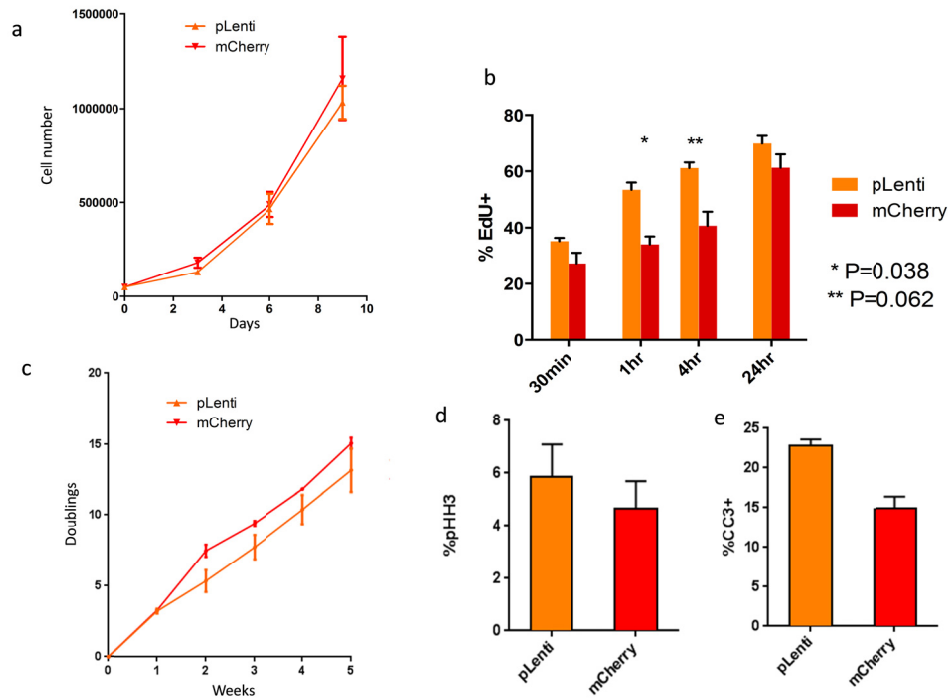 a
1500000
1000000
500000
0
Cell number
pLenti
mCherry
0 2 4 6 8 10
Days
b
80
60
40
20
0
% EdU+
* **
30min 1hr 4hr 24hr
pLenti
mCherry
* P=0.038
** P=0.062
c
20
15
10
5
0
Doublings
pLenti
mCherry
0 1 2 3 4 5
Weeks
d
8
6
4
2
0
%pHH3
pLenti mCherry
e
25
20
15
10
5
0
%CC3+
pLenti mCherry